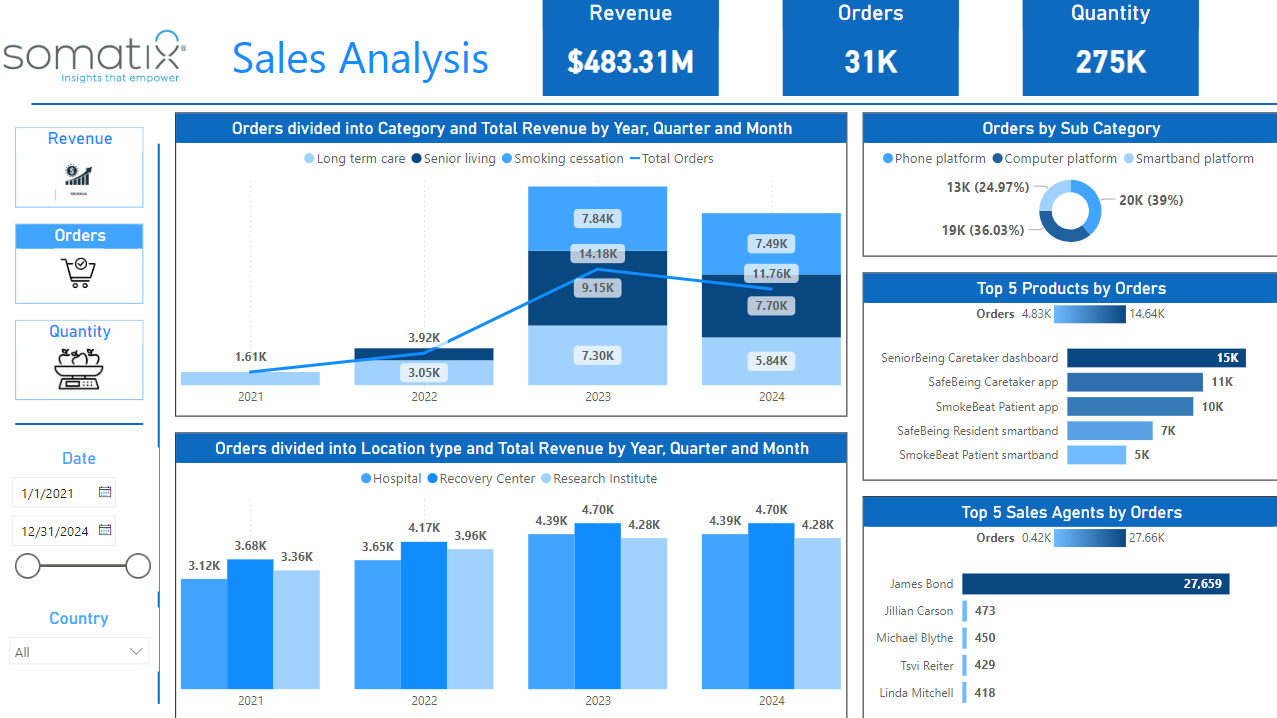 somatix®
Insights that empower
Sales Analysis
Revenue
$483.31M
Orders
31K
Quantity
275K
Revenue
REVENUE
Orders
Quantity
Date
1/1/2021
12/31/2024
Country
All
Orders divided into Category and Total Revenue by Year, Quarter and Month
Long term care Senior living Smoking cessation Total Orders
7.84K
7.49K
14.18K
11.76K
9.15K
7.70K
3.92K
1.61K
3.05K
7.30K
5.84K
2021 2022 2023 2024
Orders divided into Location type and Total Revenue by Year, Quarter and Month
Hospital Recovery Center Research Institute
3.12K 3.68K 3.36K
3.65K 4.17K 3.96K
4.39K 4.70K 4.28K
4.39K 4.70K 4.28K
2021 2022 2023 2024
Orders by Sub Category
Phone platform Computer platform Smartband platform
13K (24.97%)
20K (39%)
19K (36.03%)
Top 5 Products by Orders
Orders 4.83K 14.64K
SeniorBeing Caretaker dashboard 15K
SafeBeing Caretaker app 11K
SmokeBeat Patient app 10K
SafeBeing Resident smartband 7K
SmokeBeat Patient smartband 5K
Top 5 Sales Agents by Orders
Orders 0.42K 27.66K
James Bond 27,659
Jillian Carson 473
Michael Blythe 450
Tsvi Reiter 429
Linda Mitchell 418